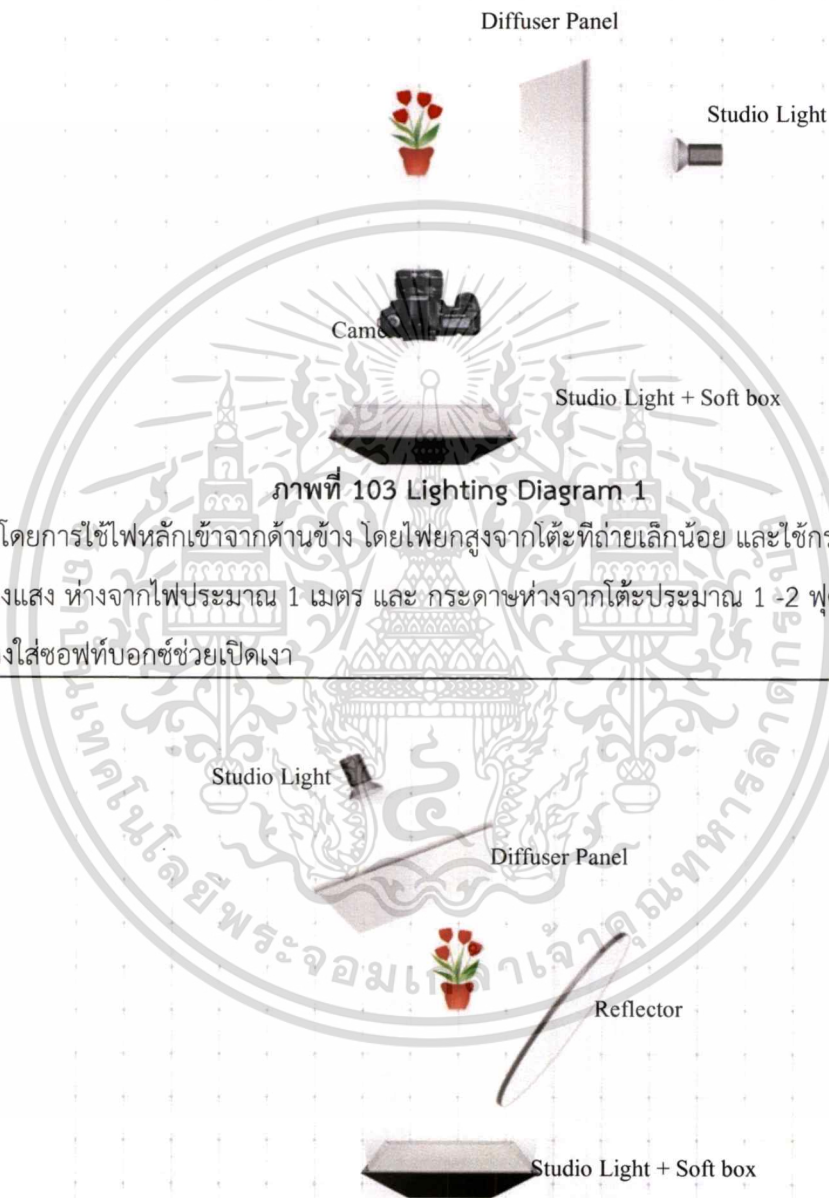 Diffuser Panel
Studio Light
Studio Light + Soft box
ภาพที่ 103 Lighting Diagram 1
โดยการใช้ไฟหลักเข้าจากด้านข้าง โดยไฟยกสูงจากโต๊ะที่ถ่ายเล็กน้อย และใช้
งแสง ห่างจากไฟประมาณ 1 เมตร และ กระดาษห่างจากโต๊ะประมาณ 1 -2
งใส่ซอฟท์บอกซ์ช่วยเปิดเงา
Studio Light
Diffuser Panel
Reflector
Studio Light + Soft box